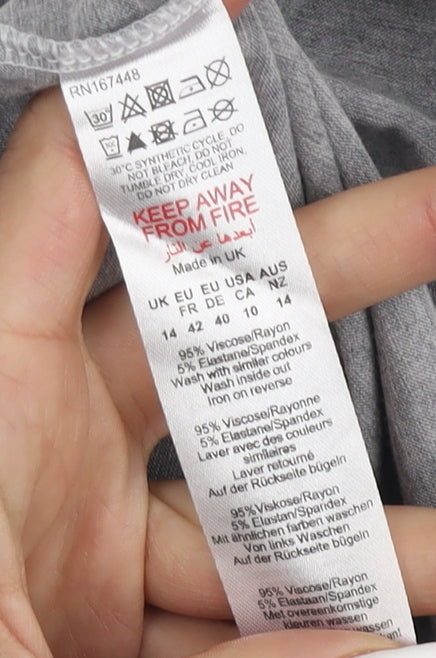 RN167448
30
30°C SYNTHETIC CYCLE, DO
NOT BLEACH, DO NOT
TUMBLE DRY, COOL IRON,
DO NOT DRY CLEAN
KEEP AWAY
FROM FIRE
ابعدها عن النار
Made in UK
UK EU EU USA AUS
FR DE CA NZ
14 42 40 10 14
95% Viscose/Rayon
5% Elastane/Spandex
Wash with similar colours
Wash inside out
Iron on reverse
95% Viscose/Rayonne
5% Elastane/Spandex
Laver avec des couleurs
similaires
Laver retourné
Auf der Rückseite bügeln
95%Viskose/Rayon
5% Elastan/Spandex
Mit ähnlichen farben waschen
Von links Waschen
Auf der Rückseite bügeln
95% Viscose/Rayon
5% Elastaan/Spandex
Met overeenkomstige
kleuren wassen